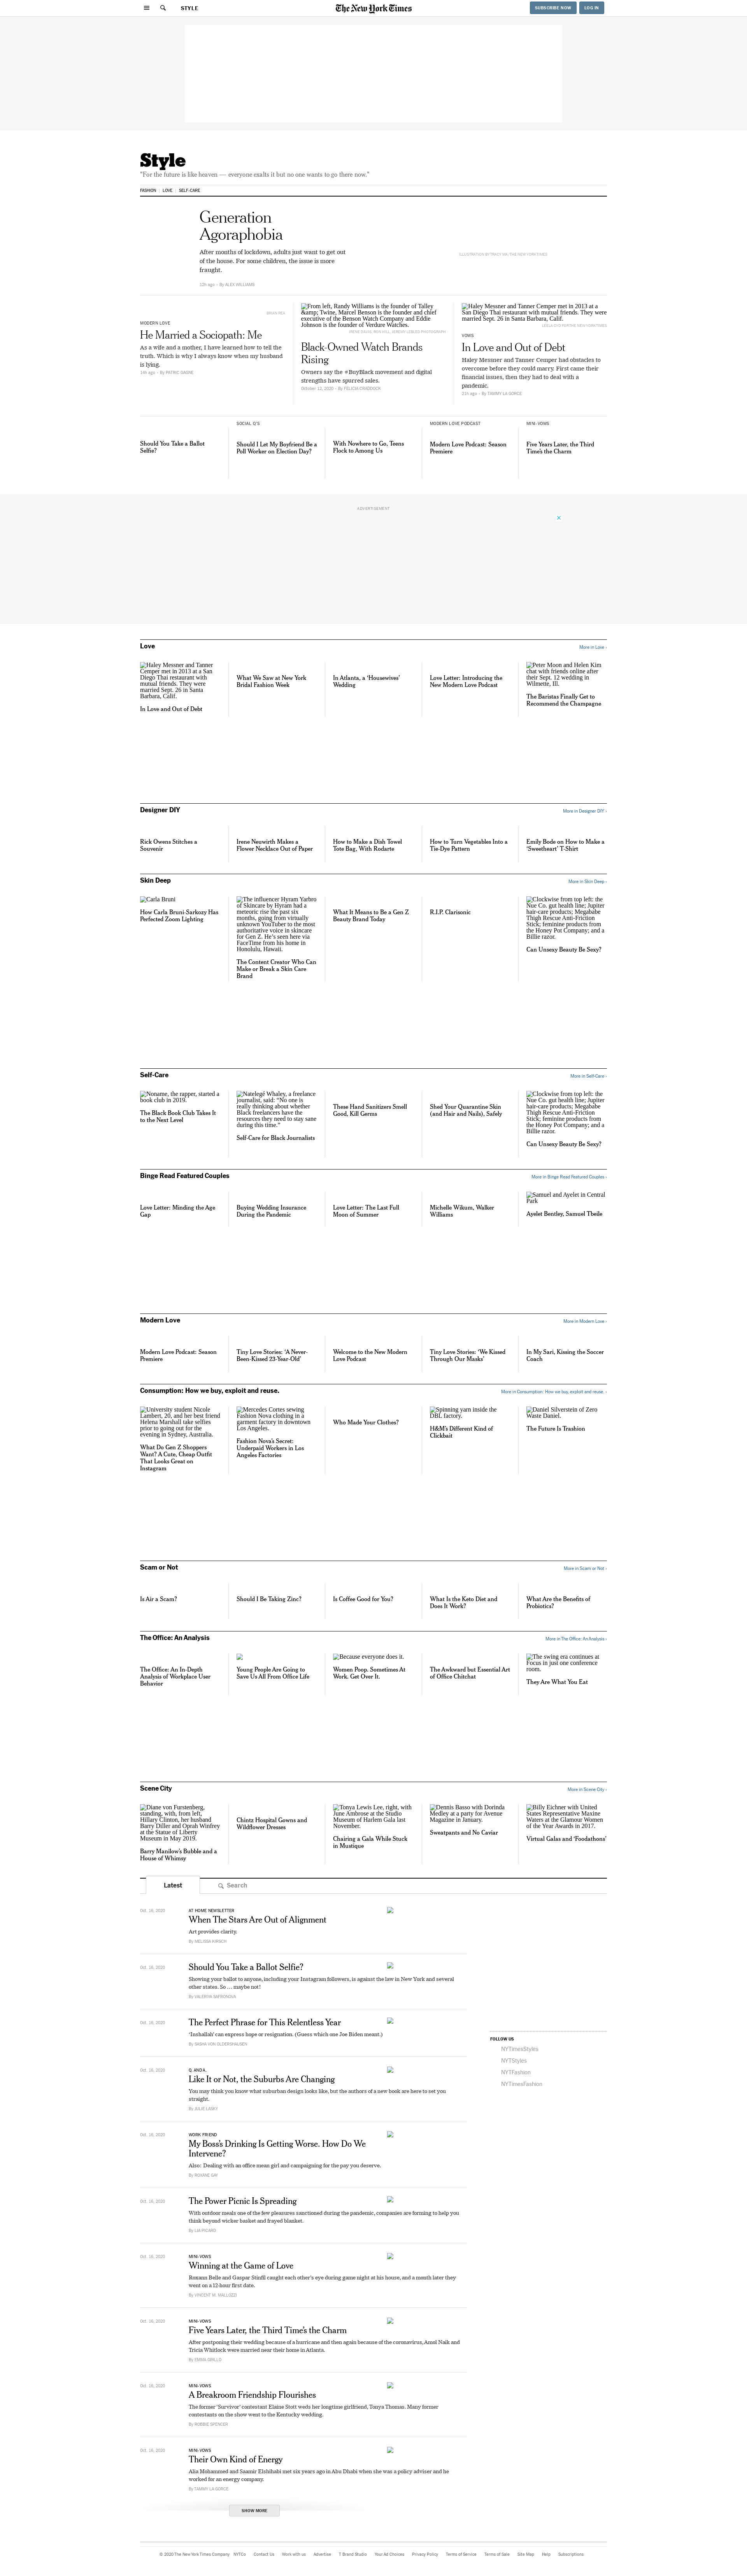 STYLE
The New York Times
SUBSCRIBE NOW
LOG IN
Style
"For the future is like heaven — everyone exalts it but no one wants to go there now."
FASHION
LOVE
SELF-CARE
Generation
Agoraphobia
After months of lockdown, adults just want to get out
of the house. For some children, the issue is more
fraught.
12h ago – By ALEX WILLIAMS
MODERN LOVE
He Married a Sociopath: Me
As a wife and a mother, I have learned how to tell the
truth. Which is why I always know when my husband
is lying.
By PATRIC GAGNE
From left, Randy Williams is the founder of Talley
&amp; Twine, Marcel Benson is the founder and chief
executive of the Benson Watch Company and Eddie
Johnson is the founder of Verdure Watches.
Black-Owned Watch Brands
Rising
Owners say the #BuyBlack movement and digital
strengths have spurred sales.
October 12, 2020 – By FELICIA CRADDOCK
Haley Messner and Tanner Cemper met in 2013 at a
San Diego Thai restaurant with mutual friends. They were
married Sept. 26 in Santa Barbara, Calif.
VOWS
In Love and Out of Debt
Haley Messner and Tanner Cemper had obstacles to
overcome before they could marry. First came their
financial issues, then they had to deal with a
pandemic.
By TAMMY LA GORCE
Should You Take a Ballot
Selfie?
SOCIAL Q'S
Should I Let My Boyfriend Be a
Poll Worker on Election Day?
With Nowhere to Go, Teens
Flock to Among Us
MODERN LOVE PODCAST
Modern Love Podcast: Season
Premiere
MINI-VOWS
Five Years Later, the Third
Time's the Charm
ADVERTISEMENT
Love
More in Love ›
Haley Messner and Tanner
Cemper met in 2013 at a San
Diego Thai restaurant with
mutual friends. They were
married Sept. 26 in Santa
Barbara, Calif.
In Love and Out of Debt
What We Saw at New York
Bridal Fashion Week
In Atlanta, a 'Housewives'
Wedding
Love Letter: Introducing the
New Modern Love Podcast
Peter Moon and Helen Kim
chat with friends online after
their Sept. 12 wedding in
Wilmette, Ill.
The Baristas Finally Get to
Recommend the Champagne
Designer DIY
More in Designer DIY ›
Rick Owens Stitches a
Souvenir
Irene Neuwirth Makes a
Flower Necklace Out of Paper
How to Make a Dish Towel
Tote Bag, With Rodarte
How to Turn Vegetables Into a
Tie-Dye Pattern
Emily Bode on How to Make a
'Sweetheart' T-Shirt
Skin Deep
More in Skin Deep ›
Carla Bruni
How Carla Bruni-Sarkozy Has
Perfected Zoom Lighting
The influencer Hyram Yarbro
of Skincare by Hyram had a
meteoric rise the past six
months, going from virtually
unknown YouTuber to the most
authoritative voice in skincare
for Gen Z. He's seen here via
FaceTime from his home in
Honolulu, Hawaii.
The Content Creator Who Can
Make or Break a Skin Care
Brand
What It Means to Be a Gen Z
Beauty Brand Today
R.I.P. Clarisonic
Clockwise from top left: the
Nue Co. gut health line; Jupiter
hair-care products; Megababe
Thigh Rescue Anti-Friction
Stick; feminine products from
the Honey Pot Company; and a
Billie razor.
Can Unsexy Beauty Be Sexy?
Self-Care
More in Self-Care ›
Noname, the rapper, started a
book club in 2019.
The Black Book Club Takes It
to the Next Level
Natelegé Whaley, a freelance
journalist, said: "No one is
really thinking about whether
Black freelancers have the
resources they need to stay sane
during this time."
Self-Care for Black Journalists
These Hand Sanitizers Smell
Good, Kill Germs
Shed Your Quarantine Skin
(and Hair and Nails), Safely
Clockwise from top left: the
Nue Co. gut health line; Jupiter
hair-care products; Megababe
Thigh Rescue Anti-Friction
Stick; feminine products from
the Honey Pot Company; and a
Billie razor.
Can Unsexy Beauty Be Sexy?
Binge Read Featured Couples
More in Binge Read Featured Couples ›
Love Letter: Minding the Age
Gap
Buying Wedding Insurance
During the Pandemic
Love Letter: The Last Full
Moon of Summer
Michelle Wikum, Walker
Williams
Samuel and Ayelet in Central
Park
Ayelet Bentley, Samuel Tbeile
Modern Love
More in Modern Love ›
Modern Love Podcast: Season
Premiere
Tiny Love Stories: 'A Never-
Been-Kissed 23-Year-Old'
Welcome to the New Modern
Love Podcast
Tiny Love Stories: 'We Kissed
Through Our Masks'
In My Sari, Kissing the Soccer
Coach
Consumption: How we buy, exploit and reuse.
More in Consumption: How we buy, exploit and reuse. ›
University student Nicole
Lambert, 20, and her best friend
Helena Marshall take selfies
prior to going out for the
evening in Sydney, Australia.
What Do Gen Z Shoppers
Want? A Cute, Cheap Outfit
That Looks Great on
Instagram
Mercedes Cortes sewing
Fashion Nova clothing in a
garment factory in downtown
Los Angeles.
Fashion Nova's Secret:
Underpaid Workers in Los
Angeles Factories
Who Made Your Clothes?
Spinning yarn inside the
DBL factory.
H&M's Different Kind of
Clickbait
Daniel Silverstein of Zero
Waste Daniel.
The Future Is Trashion
Scam or Not
More in Scam or Not ›
Is Air a Scam?
Should I Be Taking Zinc?
Is Coffee Good for You?
What Is the Keto Diet and
Does It Work?
What Are the Benefits of
Probiotics?
The Office: An Analysis
More in The Office: An Analysis ›
The Office: An In-Depth
Analysis of Workplace User
Behavior
Young People Are Going to
Save Us All From Office Life
Because everyone does it.
Women Poop. Sometimes At
Work. Get Over It.
The Awkward but Essential Art
of Office Chitchat
The swing era continues at
Focus in just one conference
room.
They Are What You Eat
Scene City
More in Scene City ›
Diane von Furstenberg,
standing, with, from left,
Hillary Clinton, her husband
Barry Diller and Oprah Winfrey
at the Statue of Liberty
Museum in May 2019.
Barry Manilow's Bubble and a
House of Whimsy
Chintz Hospital Gowns and
Wildflower Dresses
Tonya Lewis Lee, right, with
June Ambrose at the Studio
Museum of Harlem Gala last
November.
Chairing a Gala While Stuck
in Mustique
Dennis Basso with Dorinda
Medley at a party for Avenue
Magazine in January.
Sweatpants and No Caviar
Billy Eichner with United
States Representative Maxine
Waters at the Glamour Women
of the Year Awards in 2017.
Virtual Galas and 'Foodathons'
Latest
Search
Oct. 16, 2020
AT HOME NEWSLETTER
When The Stars Are Out of Alignment
Art provides clarity.
By MELISSA KIRSCH
Oct. 16, 2020
Should You Take a Ballot Selfie?
Showing your ballot to anyone, including your Instagram followers, is against the law in New York and several
other states. So … maybe not!
By VALERIYA SAFRONOVA
Oct. 16, 2020
The Perfect Phrase for This Relentless Year
'Inshallah' can express hope or resignation. (Guess which one Joe Biden meant.)
By SASHA VON OLDERSHAUSEN
Oct. 16, 2020
Q. AND A.
Like It or Not, the Suburbs Are Changing
You may think you know what suburban design looks like, but the authors of a new book are here to set you
straight.
By JULIE LASKY
Oct. 16, 2020
WORK FRIEND
My Boss's Drinking Is Getting Worse. How Do We
Intervene?
Also: Dealing with an office mean girl and campaigning for the pay you deserve.
By ROXANE GAY
Oct. 16, 2020
The Power Picnic Is Spreading
With outdoor meals one of the few pleasures sanctioned during the pandemic, companies are forming to help you
think beyond wicker basket and frayed blanket.
By LIA PICARD
Oct. 16, 2020
MINI-VOWS
Winning at the Game of Love
Romans Belle and Gaspar Stinfil caught each other's eye during game night at his house, and a month later they
went on a 12-hour first date.
By VINCENT M. MALLOZZI
Oct. 16, 2020
MINI-VOWS
Five Years Later, the Third Time's the Charm
After postponing their wedding because of a hurricane and then again because of the coronavirus, Amol Naik and
Tricia Whitlock were married near their home in Atlanta.
By EMMA GRILLO
Oct. 16, 2020
MINI-VOWS
A Breakroom Friendship Flourishes
The former 'Survivor' contestant Elaine Stott weds her longtime girlfriend, Tonya Thomas. Many former
contestants on the show went to the Kentucky wedding.
By ROBBIE SPENCER
Oct. 16, 2020
MINI-VOWS
Their Own Kind of Energy
Alia Mohammed and Saamir Elshihabi met six years ago in Abu Dhabi when she was a policy adviser and he
worked for an energy company.
By TAMMY LA GORCE
SHOW MORE
FOLLOW US
NYTimesStyles
NYTStyles
NYTFashion
NYTimesFashion
© 2020 The New York Times Company
NYTCo
Contact Us
Work with us
Advertise
T Brand Studio
Your Ad Choices
Privacy Policy
Terms of Service
Terms of Sale
Site Map
Help
Subscriptions